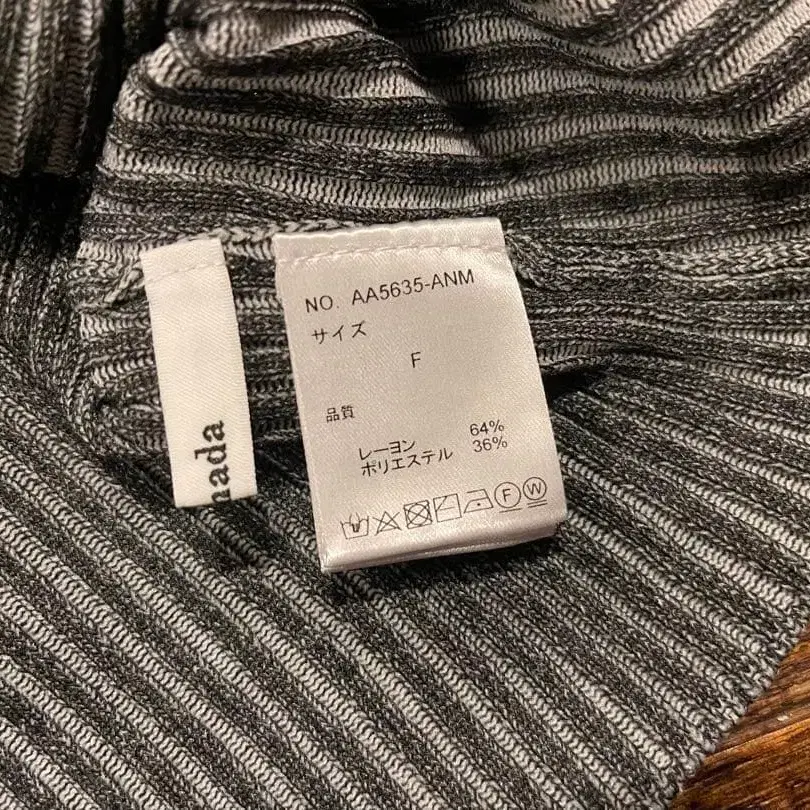 NO. AA5635-ANM
サイズ
F
品質
レーヨン 64%
ポリエステル 36%
F W
nada